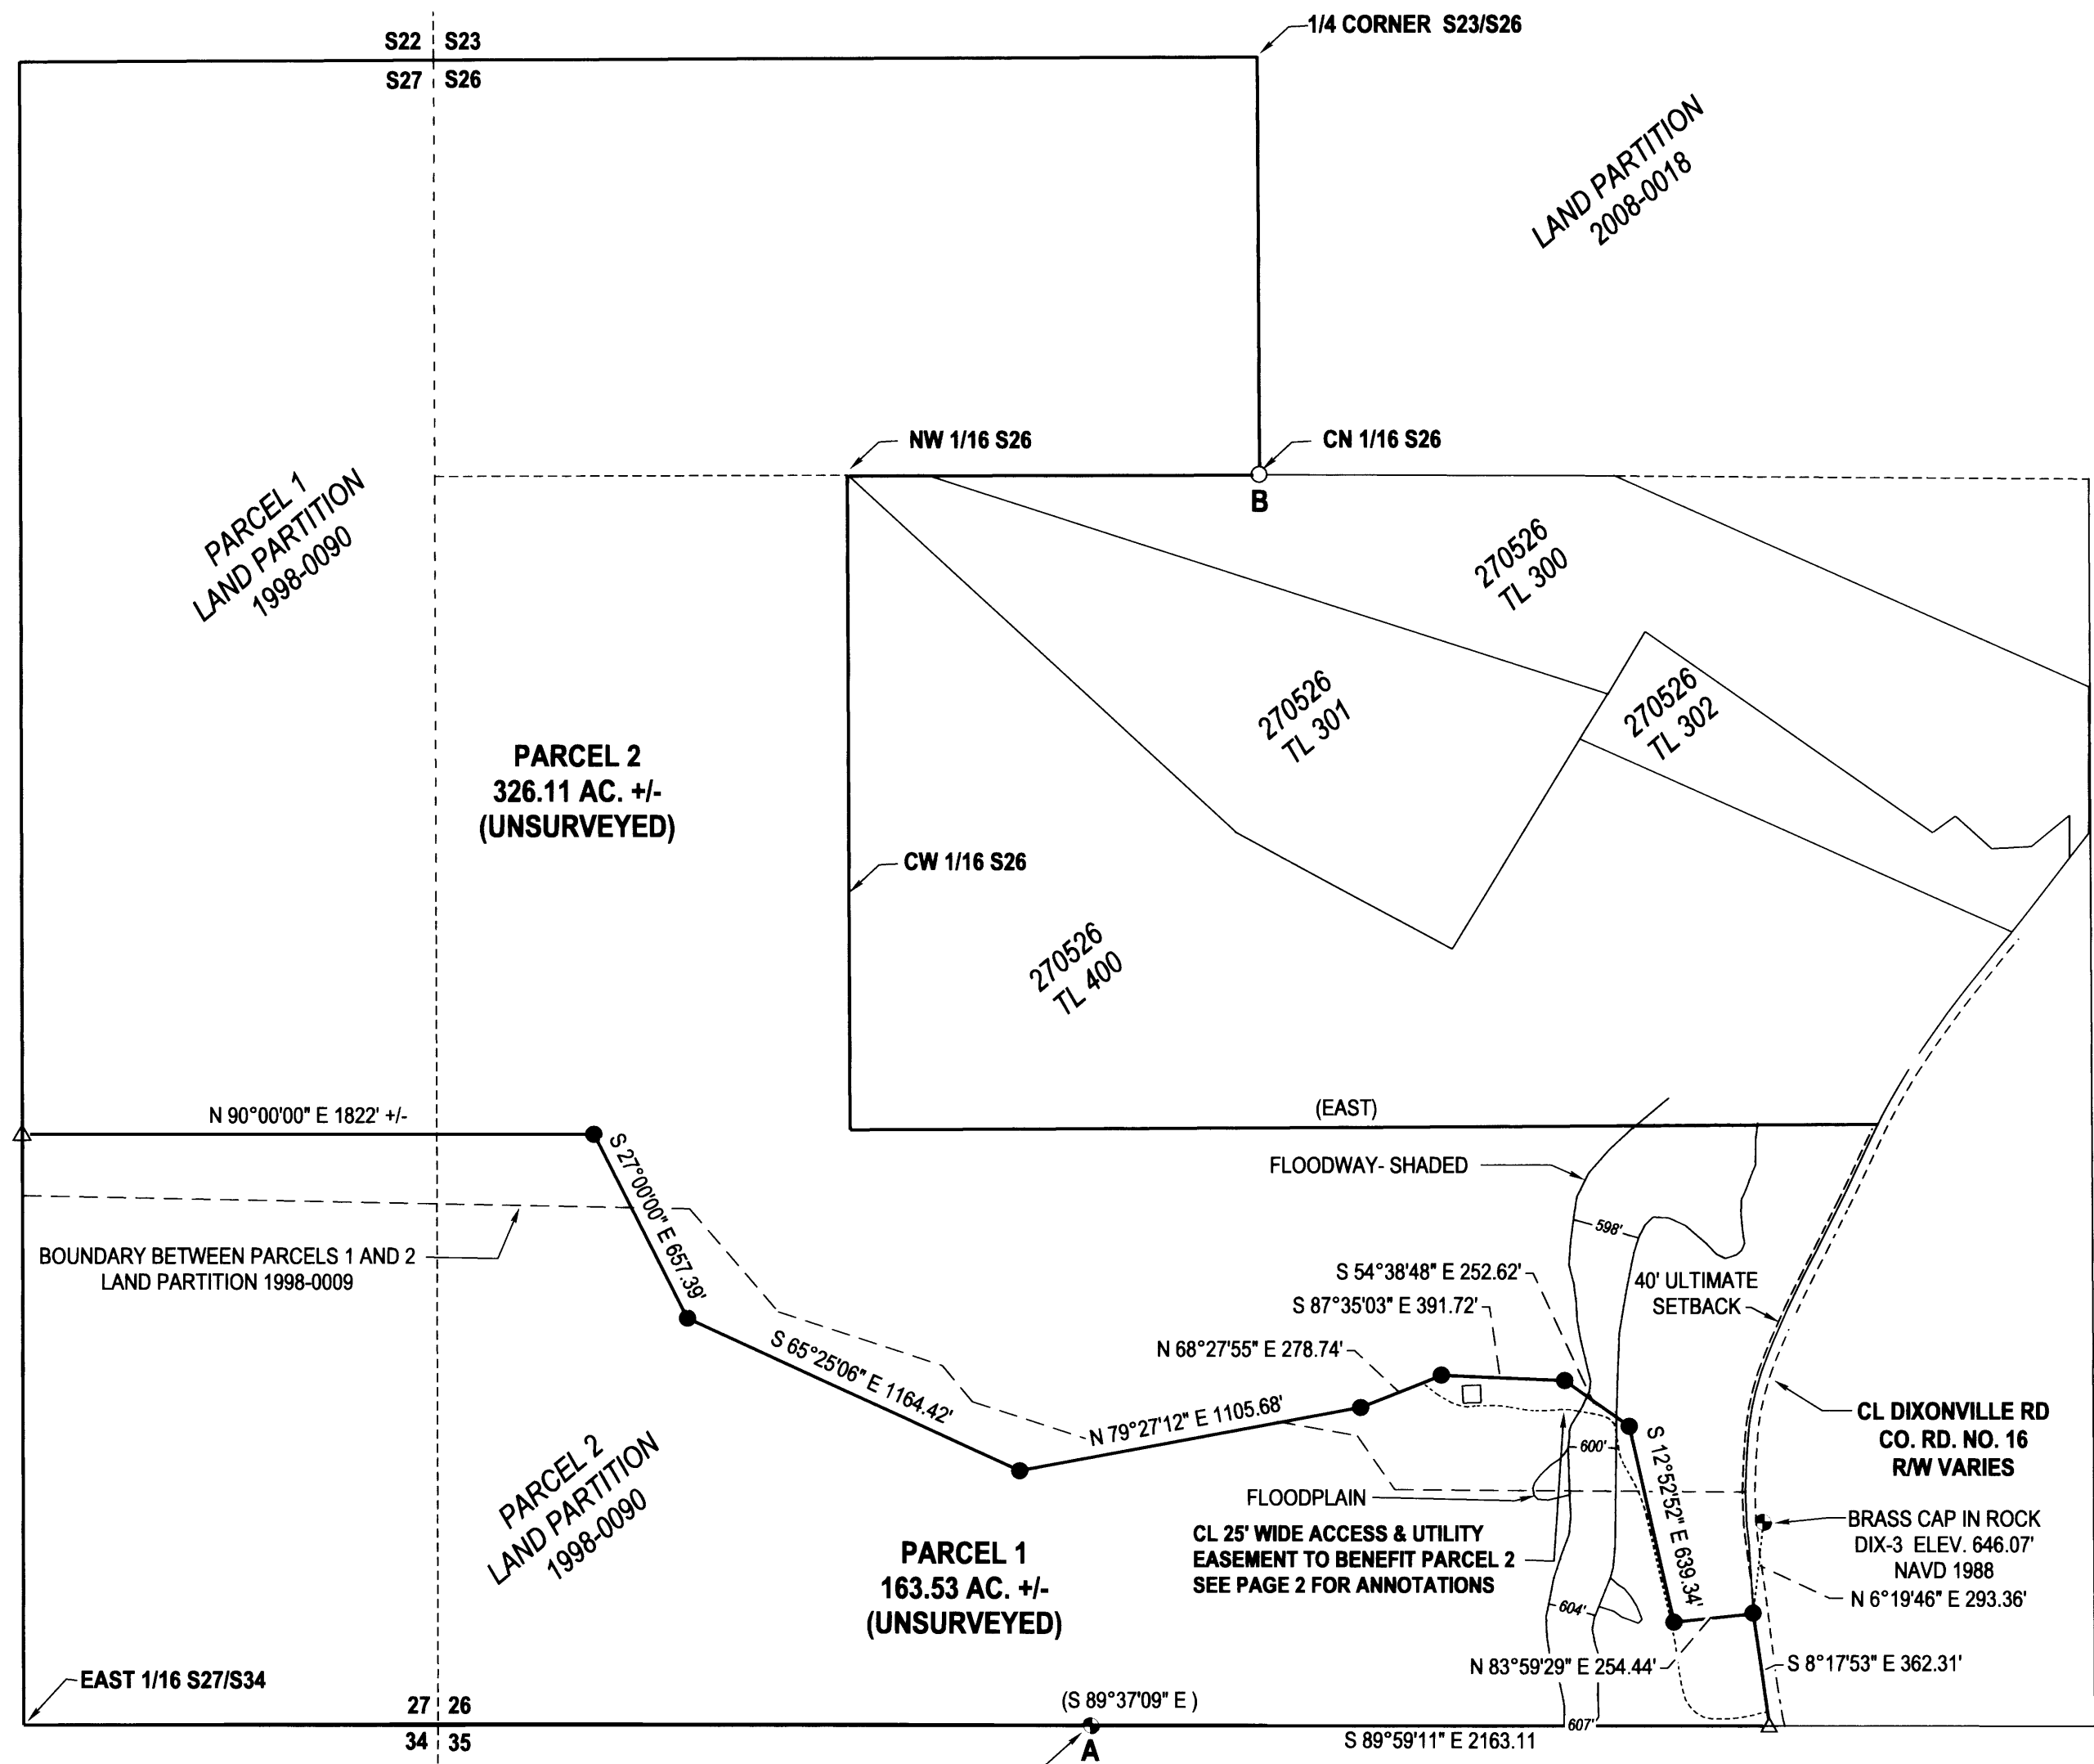 1/4 CORNER S23/S26
S22 S23
S27 S26
LAND PARTITION
2008-0018
NW 1/16 S26
CN 1/16 S26
B
PARCEL 1
LAND PARTITION
1998-0090
270526
TL 300
270526
TL 301
270526
TL 302
PARCEL 2
326.11 AC. +/-
(UNSURVEYED)
CW 1/16 S26
270526
TL 400
N 90°00'00" E 1822' +/-
(EAST)
S 27°00'00" E 657.39'
FLOODWAY- SHADED
598'
BOUNDARY BETWEEN PARCELS 1 AND 2
LAND PARTITION 1998-0009
S 54°38'48" E 252.62'
40' ULTIMATE
SETBACK
S 87°35'03" E 391.72'
N 68°27'55" E 278.74'
S 65°25'06" E 1164.42'
N 79°27'12" E 1105.68'
CL DIXONVILLE RD
CO. RD. NO. 16
R/W VARIES
600'
S 12°52'52" E 639.34'
PARCEL 2
LAND PARTITION
1998-0090
FLOODPLAIN
BRASS CAP IN ROCK
DIX-3 ELEV. 646.07'
NAVD 1988
CL 25' WIDE ACCESS & UTILITY
EASEMENT TO BENEFIT PARCEL 2
SEE PAGE 2 FOR ANNOTATIONS
PARCEL 1
163.53 AC. +/-
(UNSURVEYED)
N 6°19'46" E 293.36'
604'
N 83°59'29" E 254.44'
S 8°17'53" E 362.31'
EAST 1/16 S27/S34
27 26
34 35
(S 89°37'09" E )
607'
A
S 89°59'11" E 2163.11